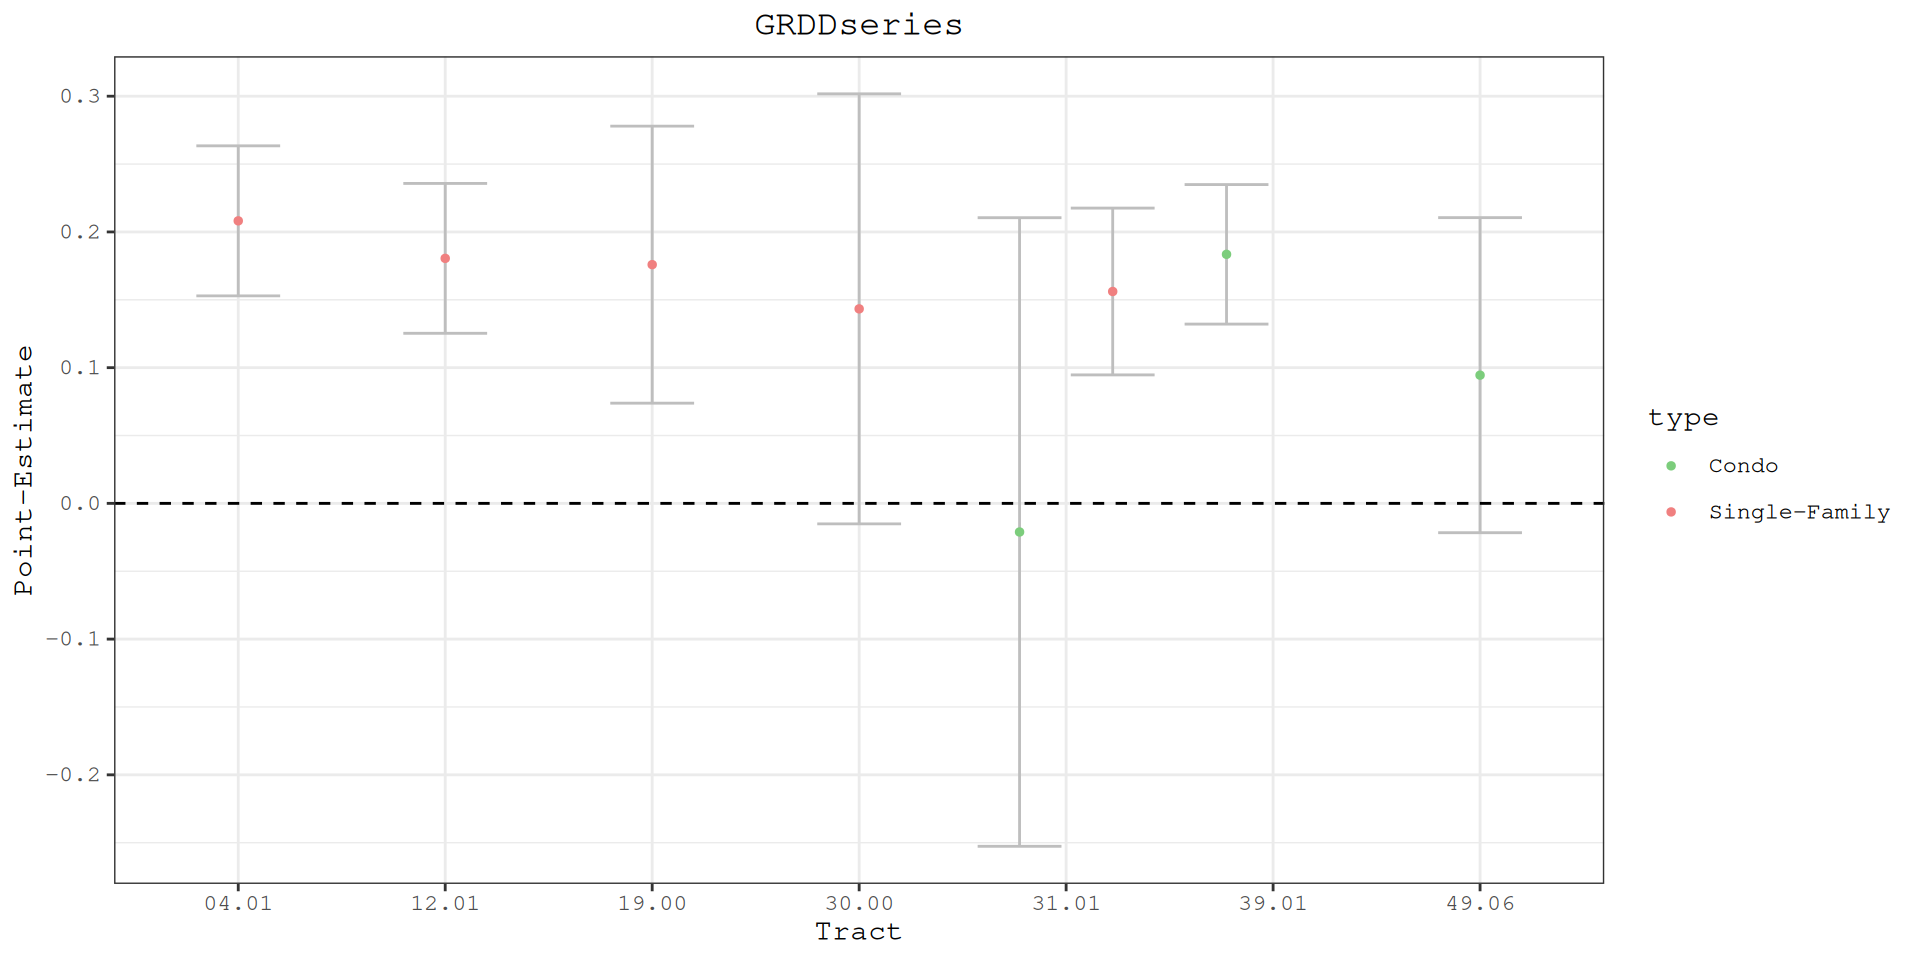 GRDDseries
Point-Estimate
0.3
0.2
0.1
0.0
-0.1
-0.2
04.01 12.01 19.00 30.00 31.01 39.01 49.06
Tract
type
Condo
Single-Family